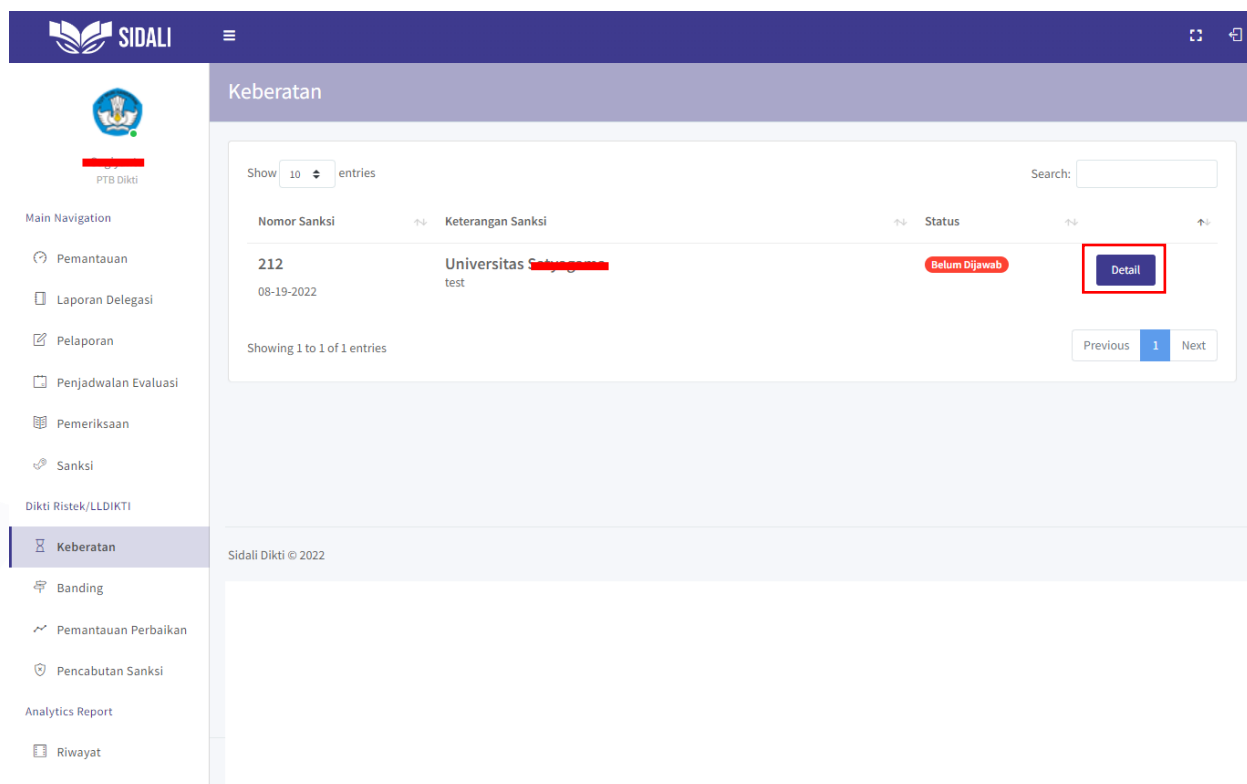 SIDALI
Keberatan
PTB Dikti
Main Navigation
Pemantauan
Laporan Delegasi
Pelaporan
Penjadwalan Evaluasi
Pemeriksaan
Sanksi
Dikti Ristek/LLDIKTI
Keberatan
Banding
Pemantauan Perbaikan
Pencabutan Sanksi
Analytics Report
Riwayat
Show 10 entries
Search:
Nomor Sanksi Keterangan Sanksi Status
212 Universitas Belum Dijawab Detail
08-19-2022 test
Showing 1 to 1 of 1 entries
Previous 1 Next
Sidali Dikti © 2022